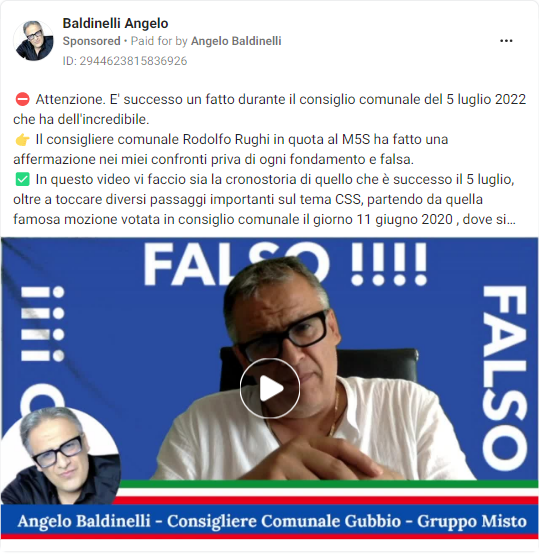 Baldinelli Angelo
Sponsored • Paid for by Angelo Baldinelli
ID: 2944623815836926
⛔ Attenzione. E' successo un fatto durante il consiglio comunale del 5 luglio 2022
che ha dell'incredibile.
👉 Il consigliere comunale Rodolfo Rughi in quota al M5S ha fatto una
affermazione nei miei confronti priva di ogni fondamento e falsa.
✅ In questo video vi faccio sia la cronostoria di quello che è successo il 5 luglio,
oltre a toccare diversi passaggi importanti sul tema CSS, partendo da quella
famosa mozione votata in consiglio comunale il giorno 11 giugno 2020 , dove si...
FALSO !!!!
!!!!
FALSO
Angelo Baldinelli - Consigliere Comunale Gubbio - Gruppo Misto